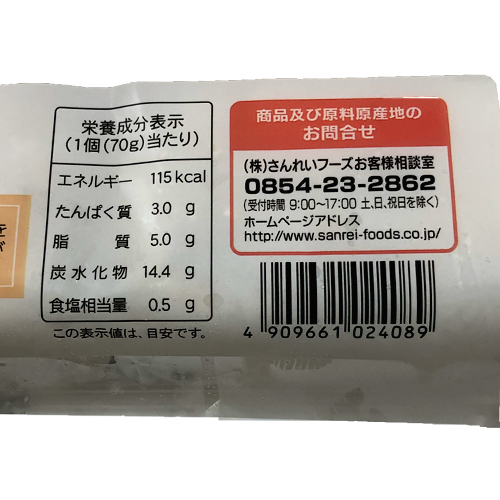 栄養成分表示
(1個(70g)当たり)
エネルギー 115kcal
たんぱく質 3.0 g
脂質 5.0 g
炭水化物 14.4 g
食塩相当量 0.5 g
この表示値は、目安です。
商品及び原料原産地の
お問合せ
(株)さんれいフーズお客様相談室
0854-23-2862
(受付時間 9:00~17:00 土、日、祝日を除く)
ホームページアドレス
http://www.sanrei-foods.co.jp/
4 909661 024089
を
が